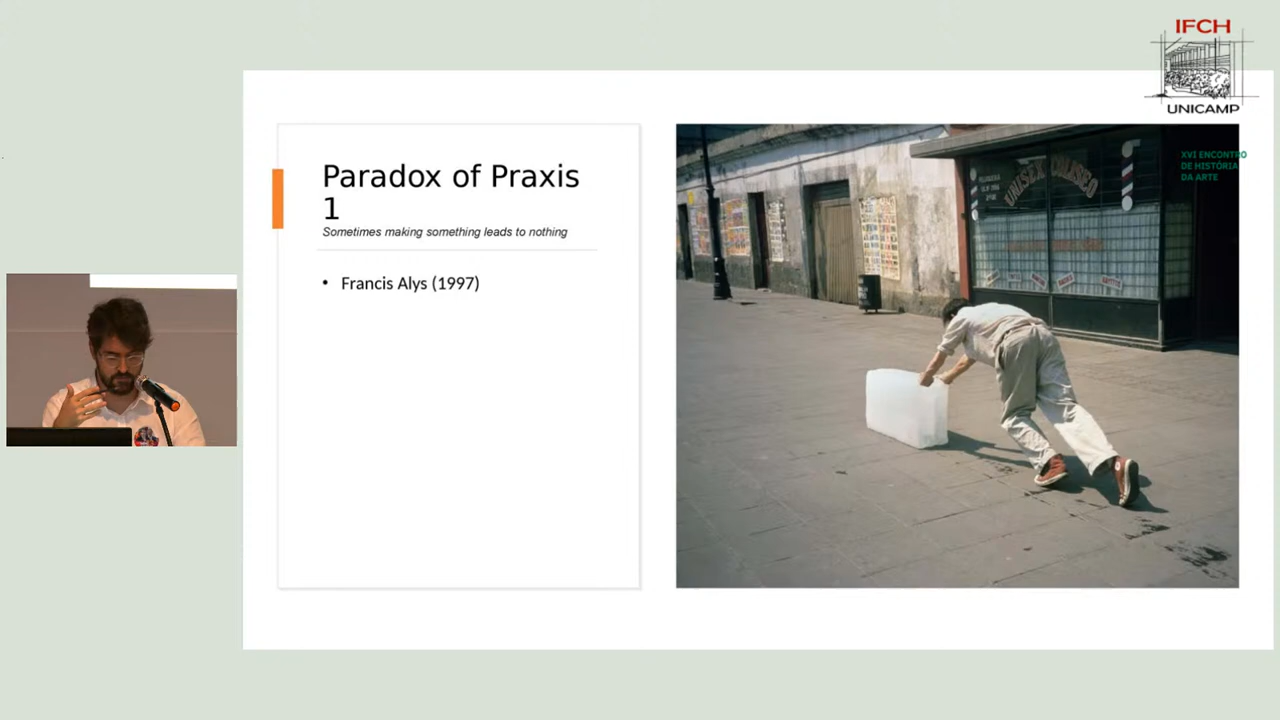 IFCH
UNICAMP
XVI ENCONTRO
DE HISTÓRIA
DA ARTE
Paradox of Praxis
1
Sometimes making something leads to nothing
• Francis Alys (1997)
UNISEX COLISEO